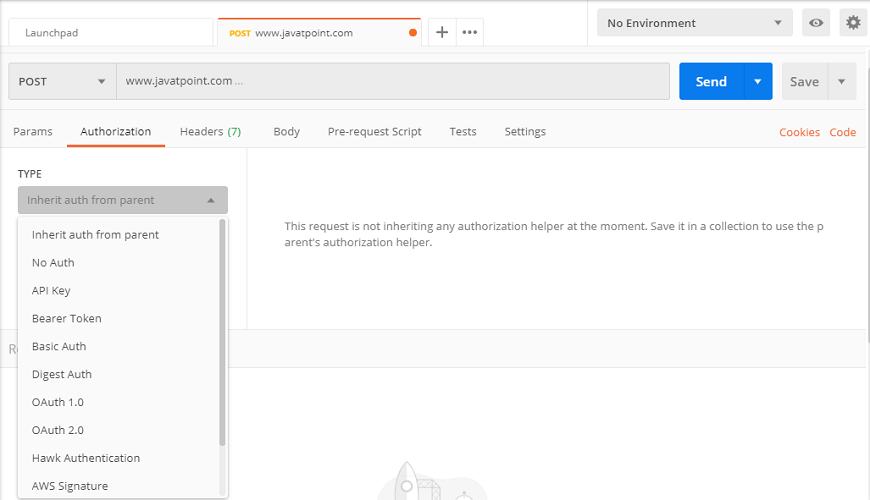 Launchpad
POST www.javatpoint.com
No Environment
POST
www.javatpoint.com ...
Send
Save
Params
Authorization
Headers (7)
Body
Pre-request Script
Tests
Settings
Cookies
Code
TYPE
Inherit auth from parent
This request is not inheriting any authorization helper at the moment. Save it in a collection to use the p
arent's authorization helper.
Inherit auth from parent
No Auth
API Key
Bearer Token
Basic Auth
Digest Auth
OAuth 1.0
OAuth 2.0
Hawk Authentication
AWS Signature